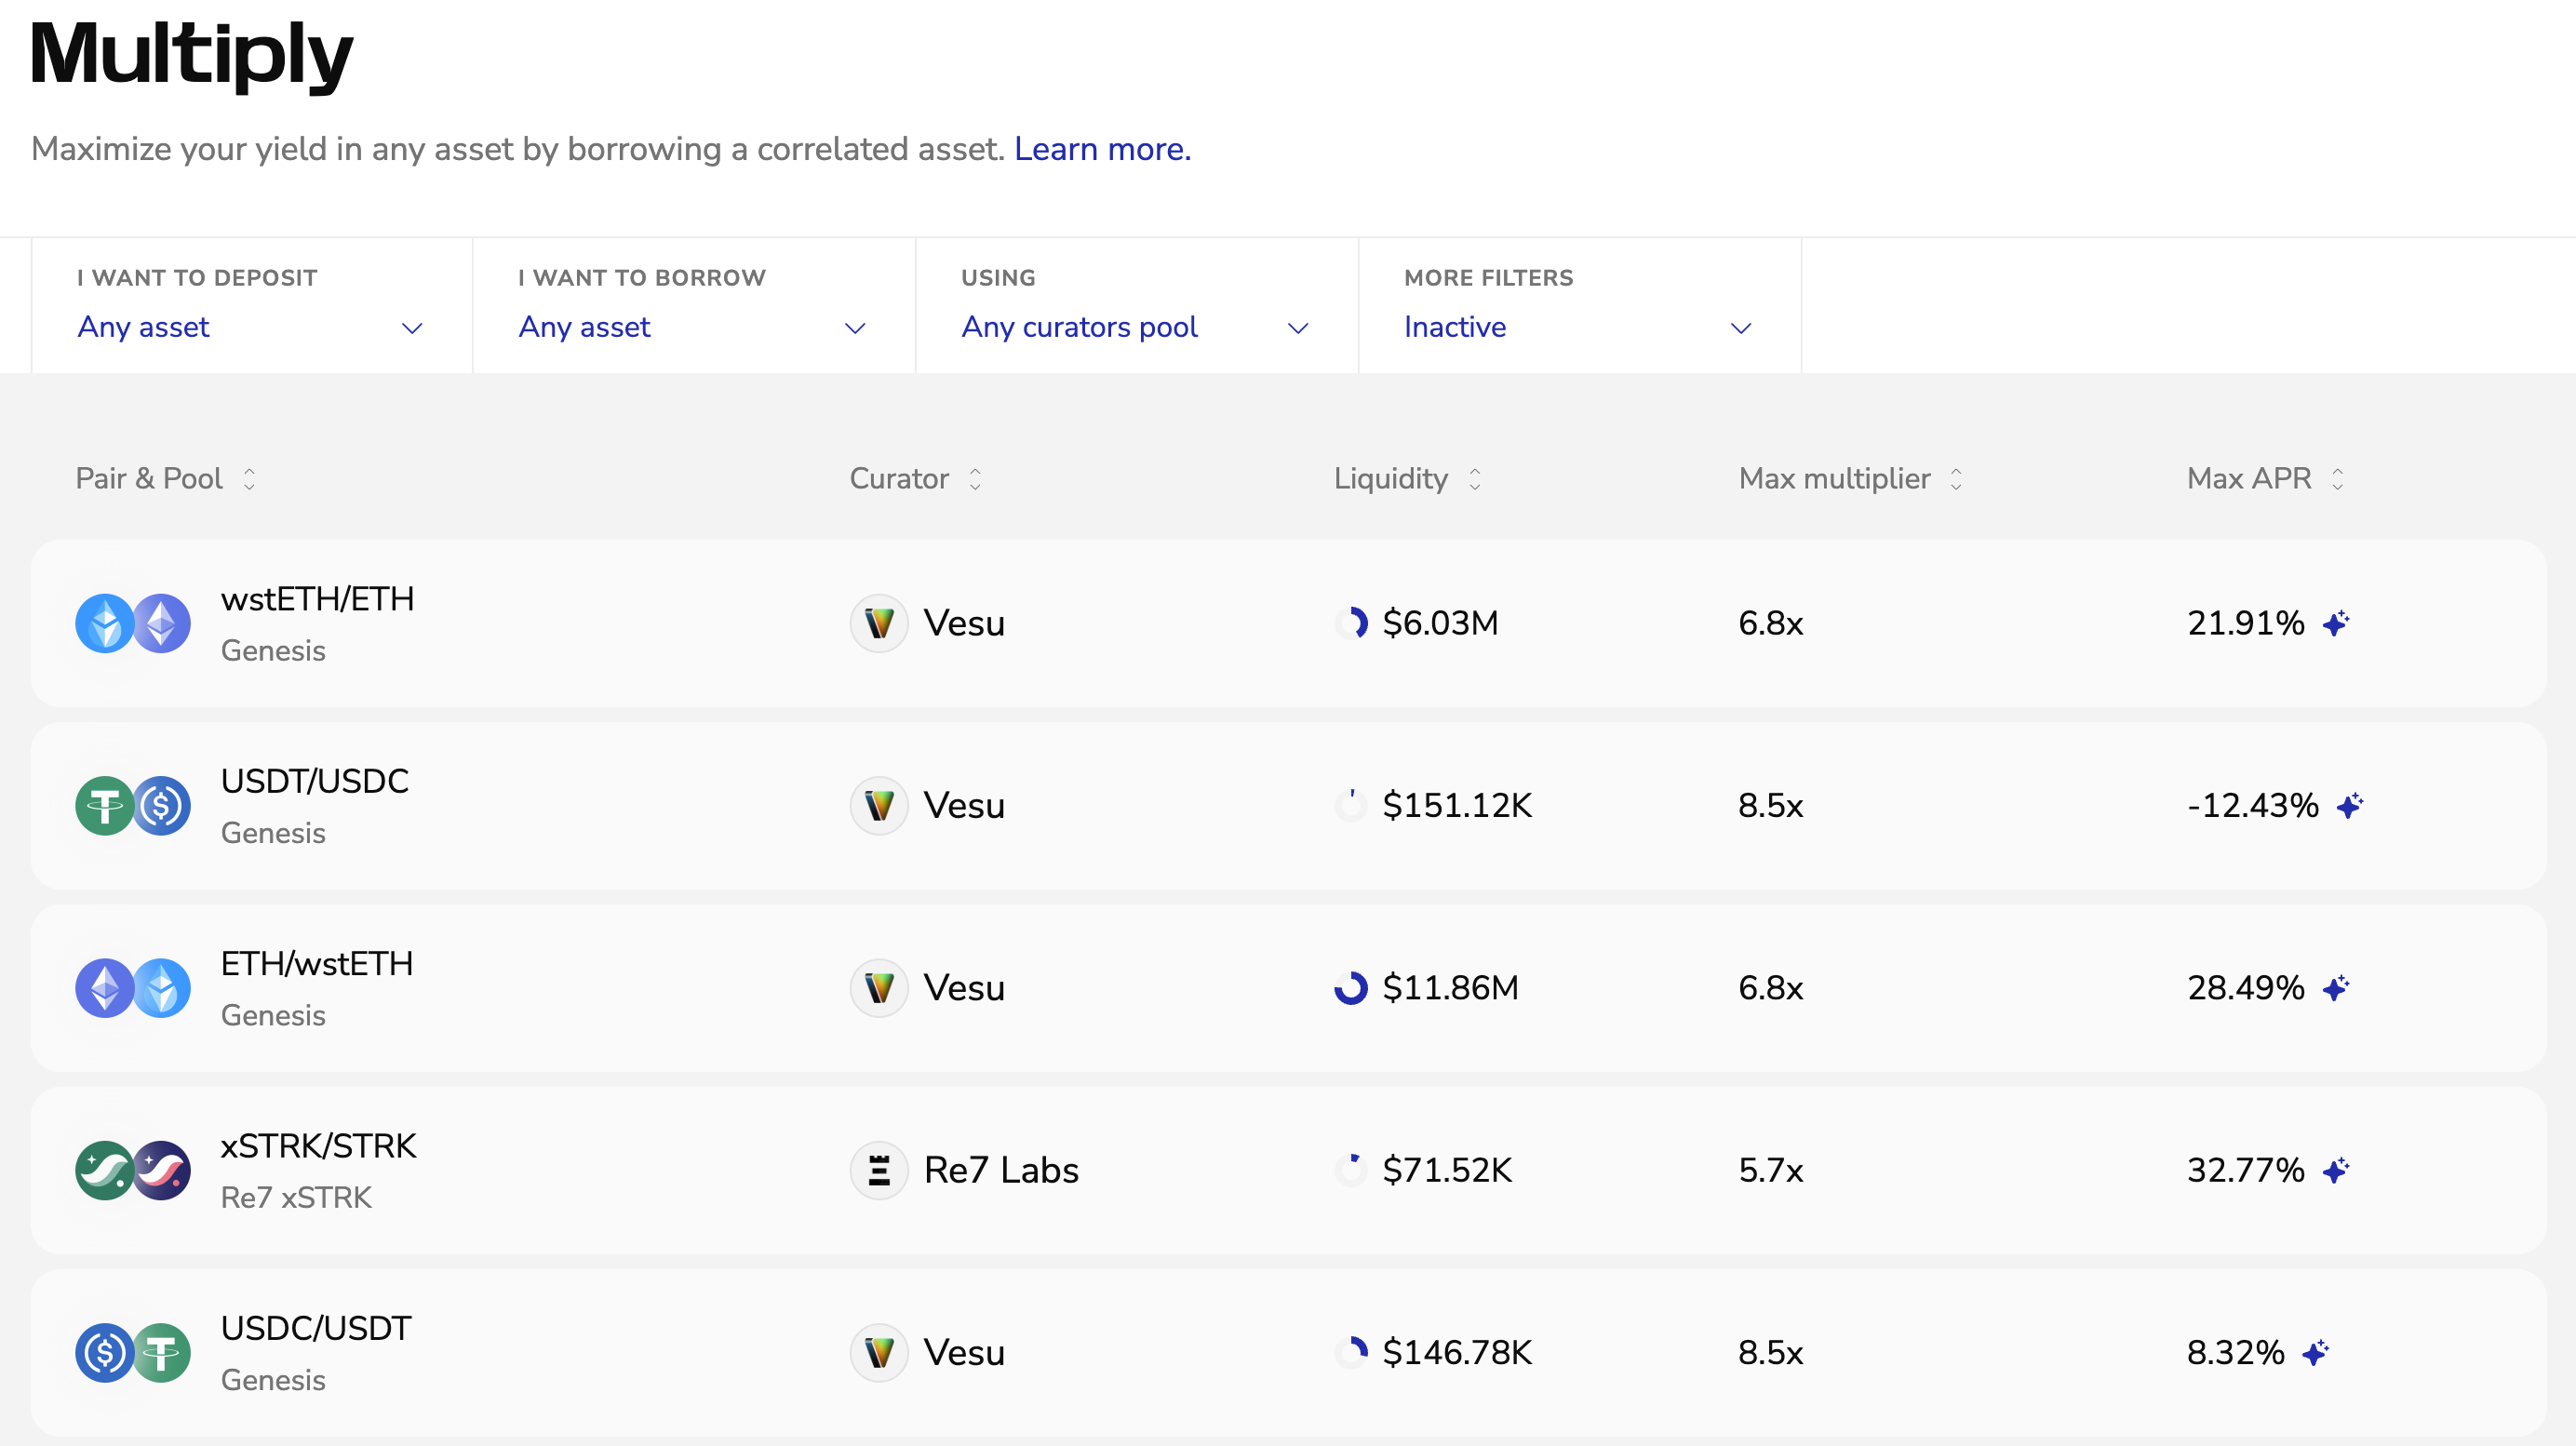 Multiply
Maximize your yield in any asset by borrowing a correlated asset. Learn more.
I WANT TO DEPOSIT
Any asset
I WANT TO BORROW
Any asset
USING
Any curators pool
MORE FILTERS
Inactive
Pair & Pool Curator Liquidity Max multiplier Max APR
wstETH/ETH
Genesis
Vesu $6.03M 6.8x 21.91%
USDT/USDC
Genesis
Vesu $151.12K 8.5x -12.43%
ETH/wstETH
Genesis
Vesu $11.86M 6.8x 28.49%
xSTRK/STRK
Re7 xSTRK
Re7 Labs $71.52K 5.7x 32.77%
USDC/USDT
Genesis
Vesu $146.78K 8.5x 8.32%